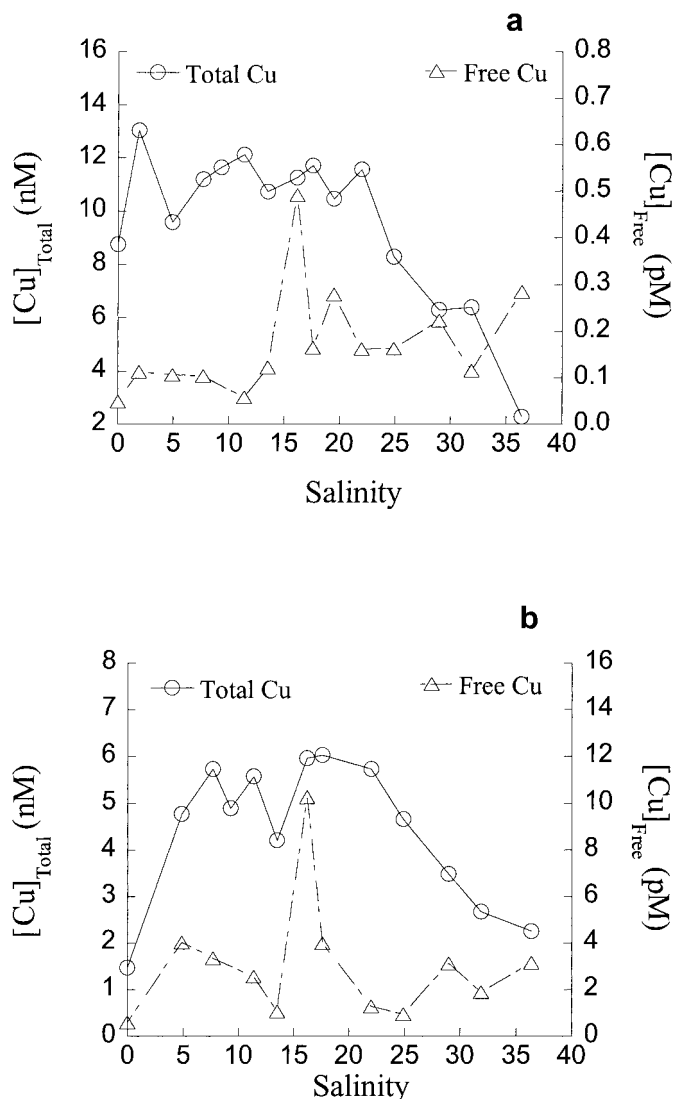 a
16
14
12
10
8
6
4
2
[Cu]Total (nM)
Total Cu
Free Cu
0.8
0.7
0.6
0.5
0.4
0.3
0.2
0.1
0.0
[Cu]Free (pM)
0 5 10 15 20 25 30 35 40
Salinity
b
8
7
6
5
4
3
2
1
0
[Cu]Total (nM)
Total Cu
Free Cu
16
14
12
10
8
6
4
2
0
[Cu]Free (pM)
0 5 10 15 20 25 30 35 40
Salinity